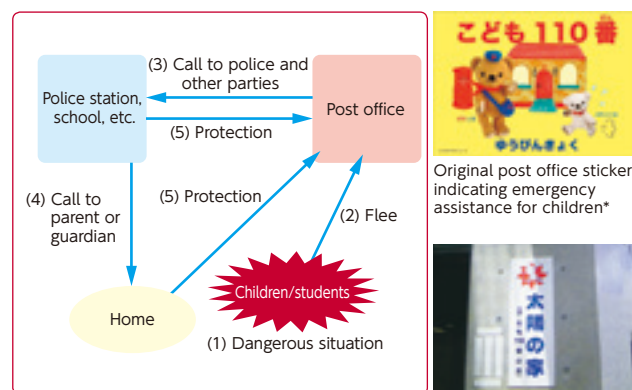 (3) Call to police and
other parties
Police station,
school, etc.
Post office
(5) Protection
(4) Call to
parent or
guardian
(5) Protection
(2) Flee
Children/students
Home
(1) Dangerous situation
こども110番
ゆうびんきょく
Original post office sticker
indicating emergency
assistance for children*
太陽の家